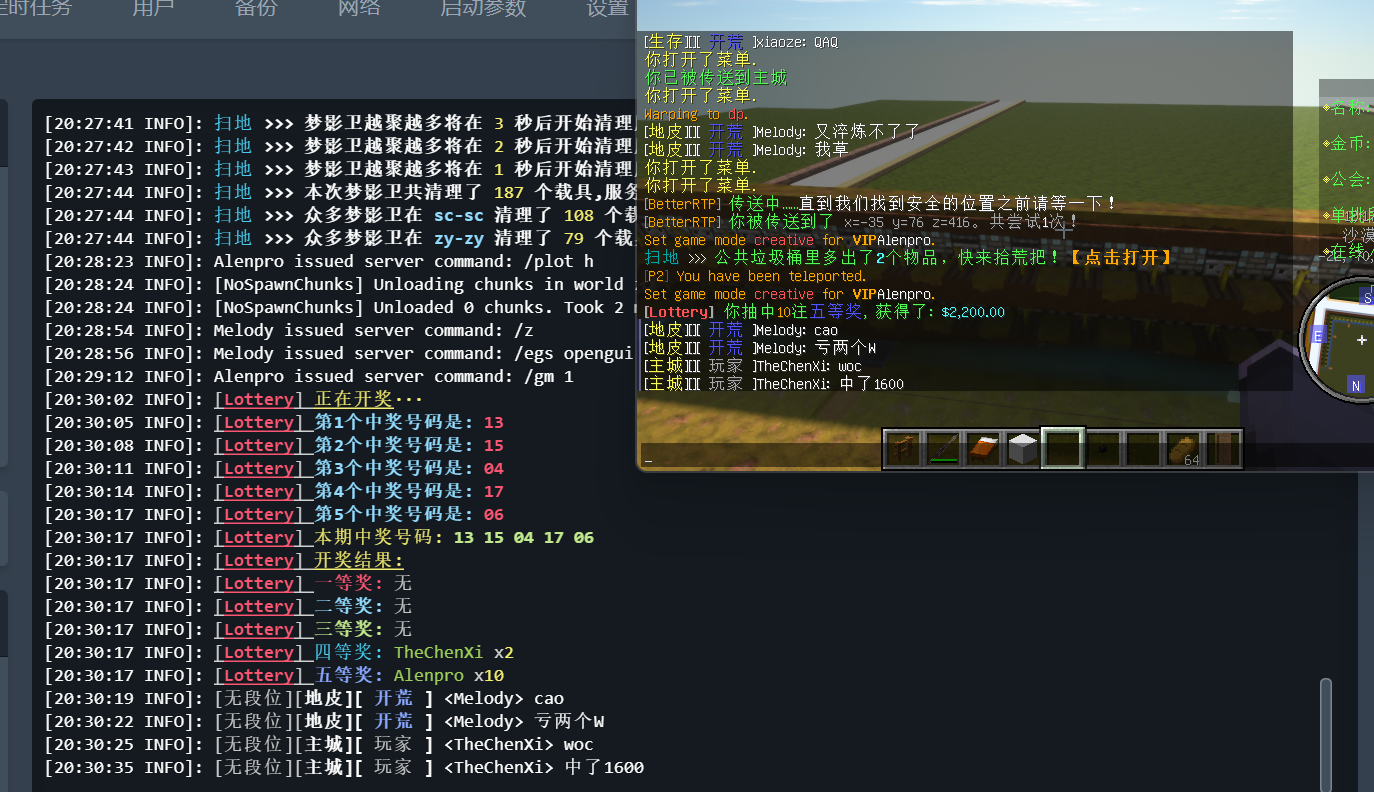 定时任务 用户 备份 网络 启动参数 设置
[20:27:41 INFO]: 扫地 >>> 梦影卫越聚越多将在 3 秒后开始清理
[20:27:42 INFO]: 扫地 >>> 梦影卫越聚越多将在 2 秒后开始清理
[20:27:43 INFO]: 扫地 >>> 梦影卫越聚越多将在 1 秒后开始清理
[20:27:44 INFO]: 扫地 >>> 本次梦影卫共清理了 187 个载具,服务
[20:27:44 INFO]: 扫地 >>> 众多梦影卫在 sc-sc 清理了 108 个载
[20:27:44 INFO]: 扫地 >>> 众多梦影卫在 zy-zy 清理了 79 个载
[20:28:23 INFO]: Alenpro issued server command: /plot h
[20:28:24 INFO]: [NoSpawnChunks] Unloading chunks in world
[20:28:24 INFO]: [NoSpawnChunks] Unloaded 0 chunks. Took 2
[20:28:54 INFO]: Melody issued server command: /z
[20:28:56 INFO]: Melody issued server command: /egs opengui
[20:29:12 INFO]: Alenpro issued server command: /gm 1
[20:30:02 INFO]: [Lottery] 正在开奖···
[20:30:05 INFO]: [Lottery] 第1个中奖号码是: 13
[20:30:08 INFO]: [Lottery] 第2个中奖号码是: 15
[20:30:11 INFO]: [Lottery] 第3个中奖号码是: 04
[20:30:14 INFO]: [Lottery] 第4个中奖号码是: 17
[20:30:17 INFO]: [Lottery] 第5个中奖号码是: 06
[20:30:17 INFO]: [Lottery] 本期中奖号码: 13 15 04 17 06
[20:30:17 INFO]: [Lottery] 开奖结果:
[20:30:17 INFO]: [Lottery] 一等奖: 无
[20:30:17 INFO]: [Lottery] 二等奖: 无
[20:30:17 INFO]: [Lottery] 三等奖: 无
[20:30:17 INFO]: [Lottery] 四等奖: TheChenXi x2
[20:30:17 INFO]: [Lottery] 五等奖: Alenpro x10
[20:30:19 INFO]: [无段位][地皮][ 开荒 ] <Melody> cao
[20:30:22 INFO]: [无段位][地皮][ 开荒 ] <Melody> 亏两个W
[20:30:25 INFO]: [无段位][主城][ 玩家 ] <TheChenXi> woc
[20:30:35 INFO]: [无段位][主城][ 玩家 ] <TheChenXi> 中了1600
[生存][ 开荒 ]xiaoze: QAQ
你打开了菜单.
你已被传送到主城
你打开了菜单.
Warping to dp.
[地皮][ 开荒 ]Melody: 又淬炼不了了
[地皮][ 开荒 ]Melody: 我草
你打开了菜单.
你打开了菜单.
[BetterRTP] 传送中……直到我们找到安全的位置之前请等一下！
[BetterRTP] 你被传送到了 x=-35 y=76 z=416。共尝试1次！
Set game mode creative for VIPAlenpro.
扫地 >>> 公共垃圾桶里多出了2个物品，快来拾荒把！【点击打开】
[P2] You have been teleported.
Set game mode creative for VIPAlenpro.
[Lottery] 你抽中10注五等奖, 获得了: $2,200.00
[地皮][ 开荒 ]Melody: cao
[地皮][ 开荒 ]Melody: 亏两个W
[主城][ 玩家 ]TheChenXi: woc
[主城][ 玩家 ]TheChenXi: 中了1600
_
64
名称:
金币:
公会:
单挑
沙漠
在线
S
E
N